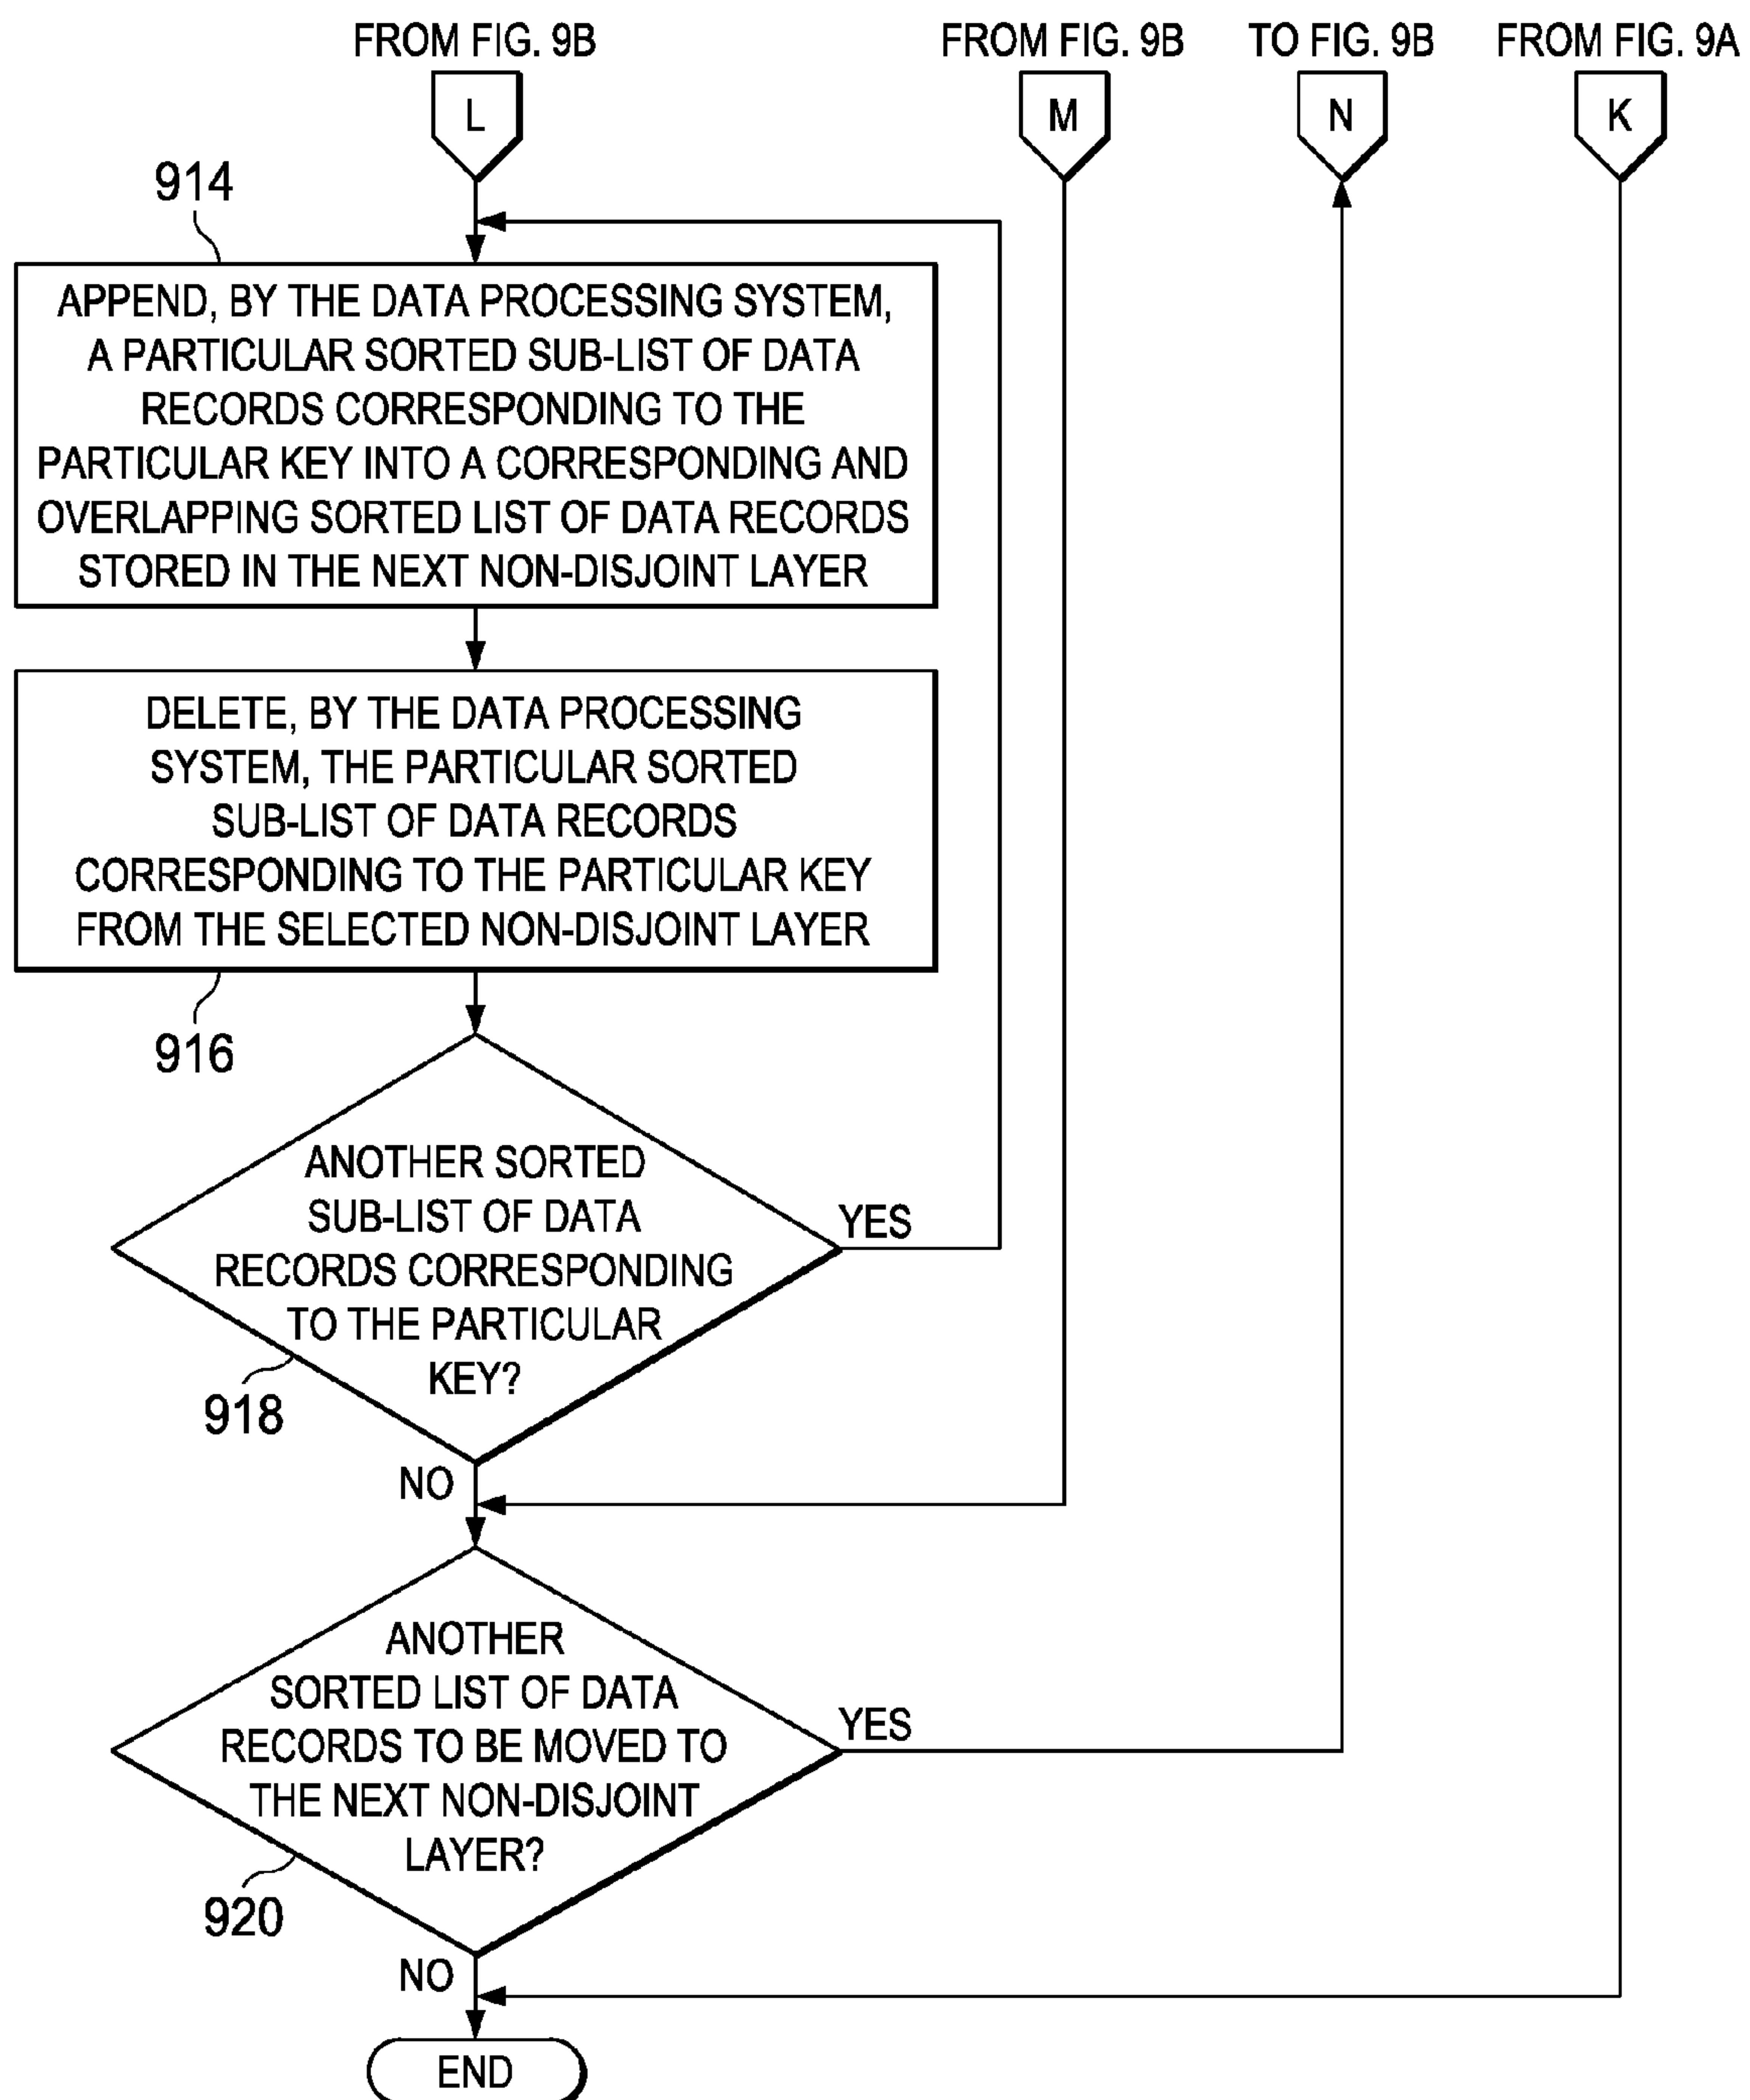 FROM FIG. 9B
FROM FIG. 9B
TO FIG. 9B
FROM FIG. 9A
L
M
N
K
914
APPEND, BY THE DATA PROCESSING SYSTEM,
A PARTICULAR SORTED SUB-LIST OF DATA
RECORDS CORRESPONDING TO THE
PARTICULAR KEY INTO A CORRESPONDING AND
OVERLAPPING SORTED LIST OF DATA RECORDS
STORED IN THE NEXT NON-DISJOINT LAYER
DELETE, BY THE DATA PROCESSING
SYSTEM, THE PARTICULAR SORTED
SUB-LIST OF DATA RECORDS
CORRESPONDING TO THE PARTICULAR KEY
FROM THE SELECTED NON-DISJOINT LAYER
916
ANOTHER SORTED
SUB-LIST OF DATA
RECORDS CORRESPONDING
TO THE PARTICULAR
KEY?
YES
918
NO
ANOTHER
SORTED LIST OF DATA
RECORDS TO BE MOVED TO
THE NEXT NON-DISJOINT
LAYER?
YES
920
NO
END